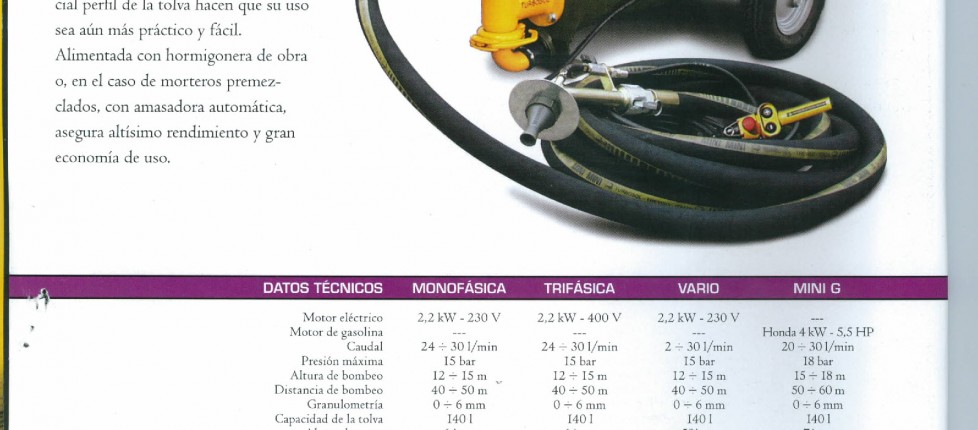 cial perfil de la tolva hacen que su uso
sea aún más práctico y fácil.
Alimentada con hormigonera de obra
o, en el caso de morteros premez-
clados, con amasadora automática,
asegura altísimo rendimiento y gran
economía de uso.
DATOS TÉCNICOS MONOFÁSICA TRIFÁSICA VARIO MINI G
Motor eléctrico 2,2 kW - 230 V 2,2 kW - 400 V 2,2 kW - 230 V ---
Motor de gasolina --- --- --- Honda 4 kW - 5,5 HP
Caudal 24 ÷ 30 l/min 24 ÷ 30 l/min 2 ÷ 30 l/min 20 ÷ 30 l/min
Presión máxima 15 bar 15 bar 15 bar 18 bar
Altura de bombeo 12 ÷ 15 m 12 ÷ 15 m 12 ÷ 15 m 15 ÷ 18 m
Distancia de bombeo 40 ÷ 50 m 40 ÷ 50 m 40 ÷ 50 m 50 ÷ 60 m
Granulometría 0 ÷ 6 mm 0 ÷ 6 mm 0 ÷ 6 mm 0 ÷ 6 mm
Capacidad de la tolva 140 l 140 l 140 l 140 l